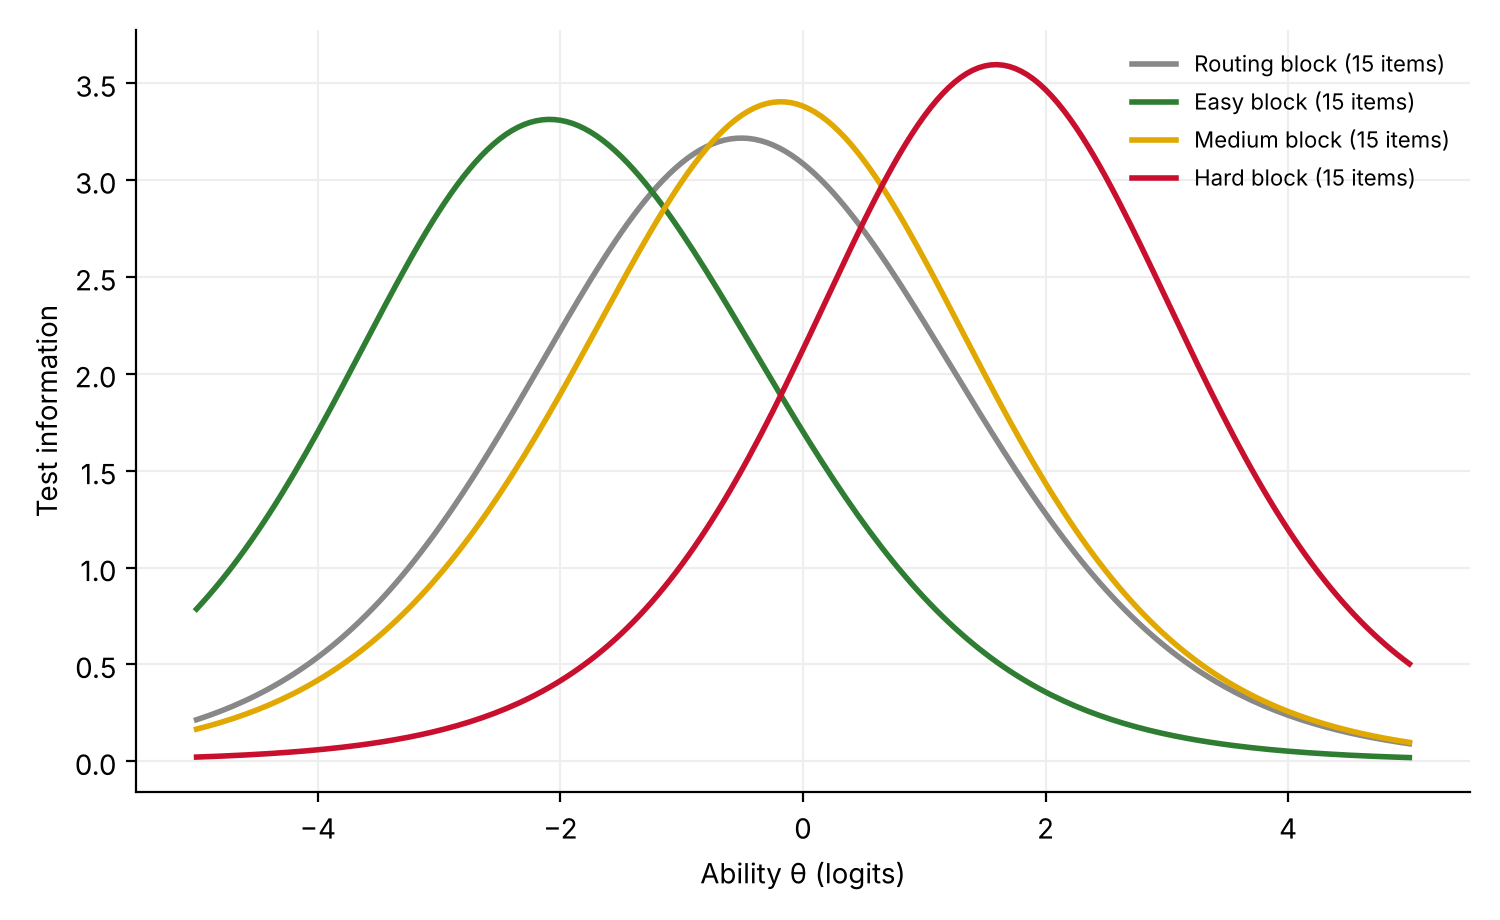 Routing block (15 items)
Easy block (15 items)
Medium block (15 items)
Hard block (15 items)
Test information
3.5
3.0
2.5
2.0
1.5
1.0
0.5
0.0
−4
−2
0
2
4
Ability θ (logits)